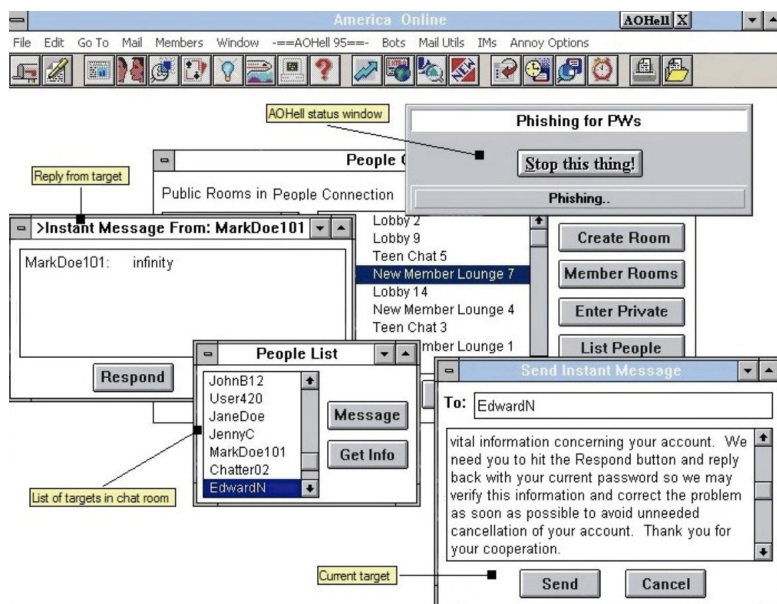 America Online
AOHell X
File Edit Go To Mail Members Window -==AOHell 95==- Bots Mail Utils IMs Annoy Options
NEW
AOHell status window
Phishing for PWs
Stop this thing!
Phishing..
Reply from target
People
Public Rooms in People Connection
>Instant Message From: MarkDoe101
MarkDoe101: infinity
Respond
Lobby 2
Lobby 9
Teen Chat 5
New Member Lounge 7
Lobby 14
New Member Lounge 4
Teen Chat 3
mber Lounge 1
Create Room
Member Rooms
Enter Private
List People
People List
JohnB12
User420
JaneDoe
JennyC
MarkDoe101
Chatter02
EdwardN
Message
Get Info
List of targets in chat room
Send Instant Message
To: EdwardN
vital information concerning your account. We
need you to hit the Respond button and reply
back with your current password so we may
verify this information and correct the problem
as soon as possible to avoid unneeded
cancellation of your account. Thank you for
your cooperation.
Current target
Send Cancel